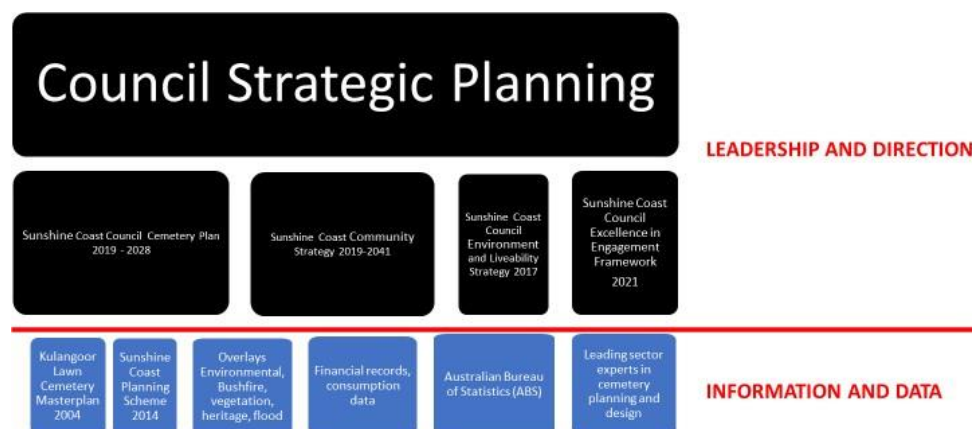 Council Strategic Planning
LEADERSHIP AND DIRECTION
Sunshine Coast Council Cemetery Plan
2019 - 2028
Sunshine Coast Community
Strategy 2019-2041
Sunshine Coast
Council
Environment
and Liveability
Strategy 2017
Sunshine Coast
Council
Excellence in
Engagement
Framework
2021
Kulangoor
Lawn
Cemetery
Masterplan
2004
Sunshine
Coast
Planning
Scheme
2014
Overlays
Environmental,
Bushfire,
vegetation,
heritage, flood
Financial records,
consumption
data
Australian Bureau
of Statistics (ABS)
Leading sector
experts in
cemetery
planning and
design
INFORMATION AND DATA